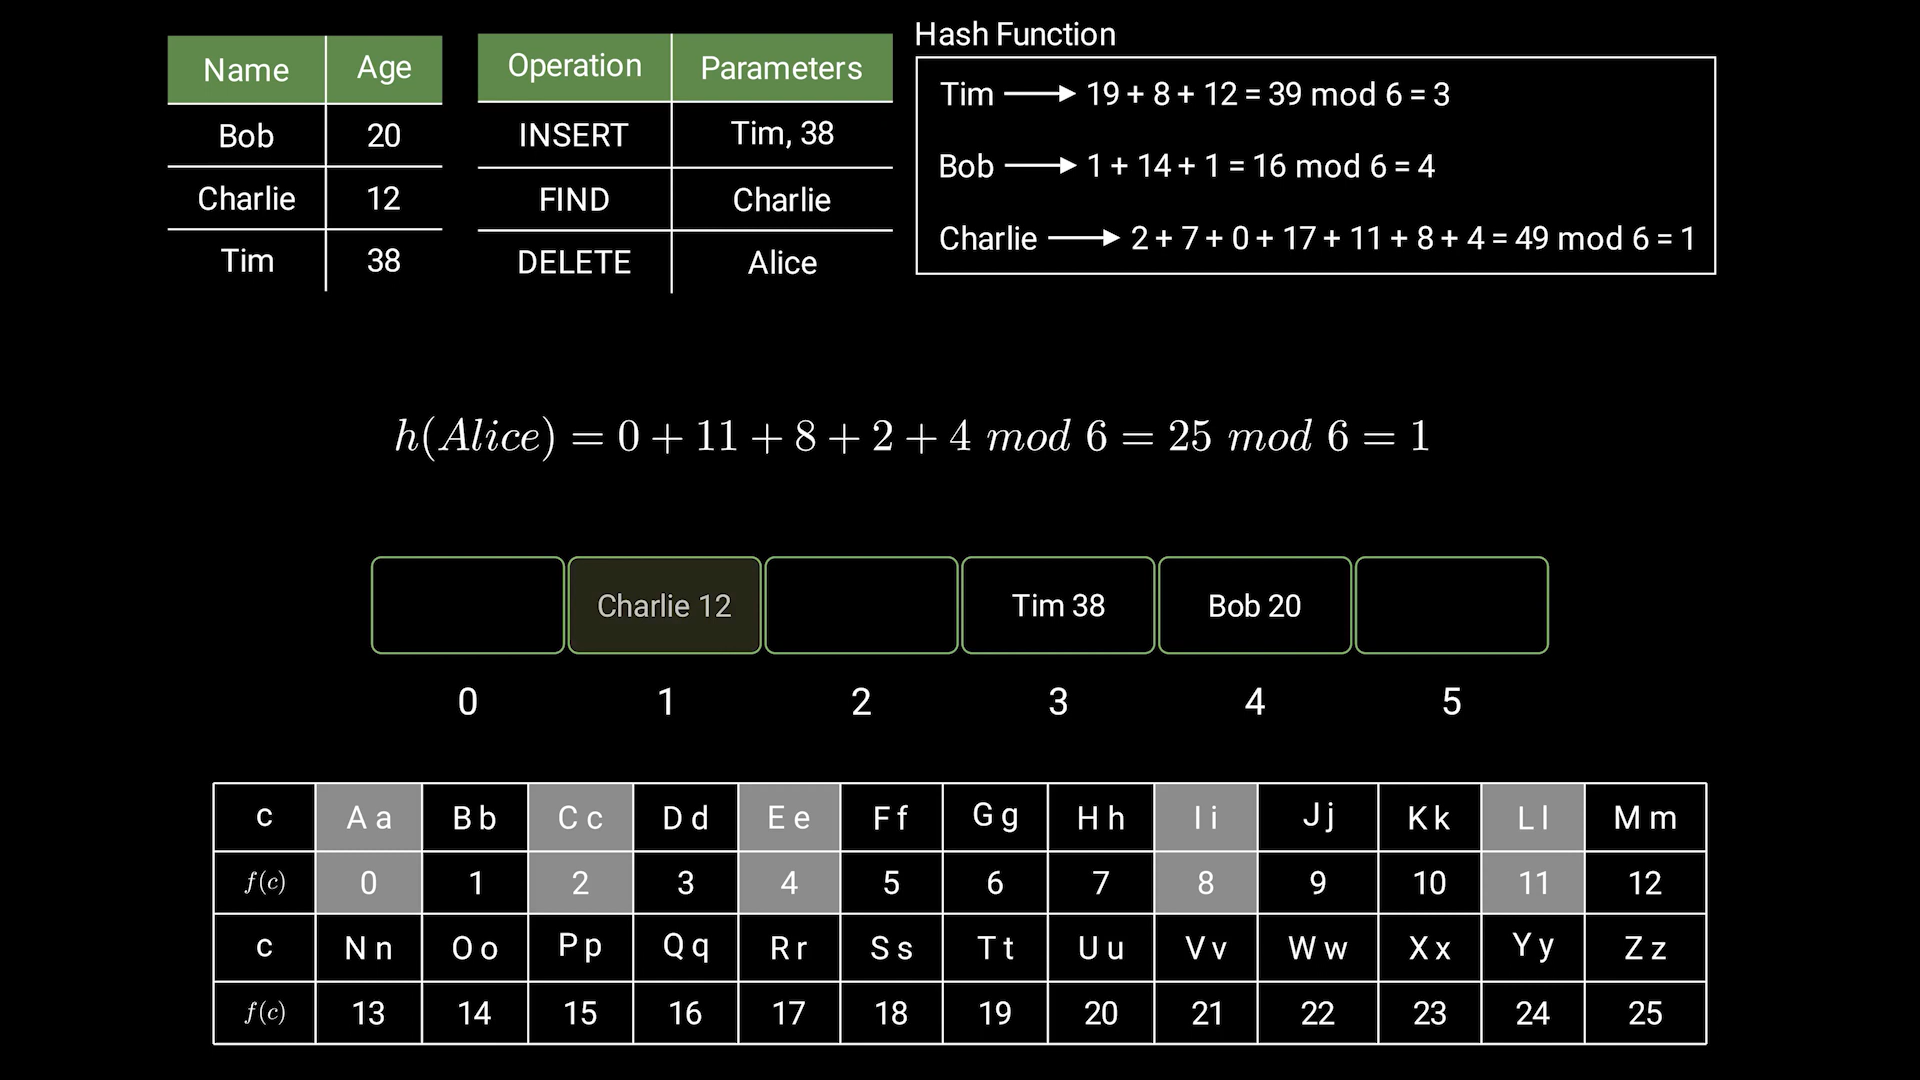 Name Age
Bob 20
Charlie 12
Tim 38
Operation Parameters
INSERT Tim, 38
FIND Charlie
DELETE Alice
Hash Function
Tim ⟶ 19 + 8 + 12 = 39 mod 6 = 3
Bob ⟶ 1 + 14 + 1 = 16 mod 6 = 4
Charlie ⟶ 2 + 7 + 0 + 17 + 11 + 8 + 4 = 49 mod 6 = 1
h(Alice) = 0 + 11 + 8 + 2 + 4 mod 6 = 25 mod 6 = 1
Charlie 12 Tim 38 Bob 20
0 1 2 3 4 5
c A a B b C c D d E e F f G g H h I i J j K k L l M m
f(c) 0 1 2 3 4 5 6 7 8 9 10 11 12
c N n O o P p Q q R r S s T t U u V v W w X x Y y Z z
f(c) 13 14 15 16 17 18 19 20 21 22 23 24 25